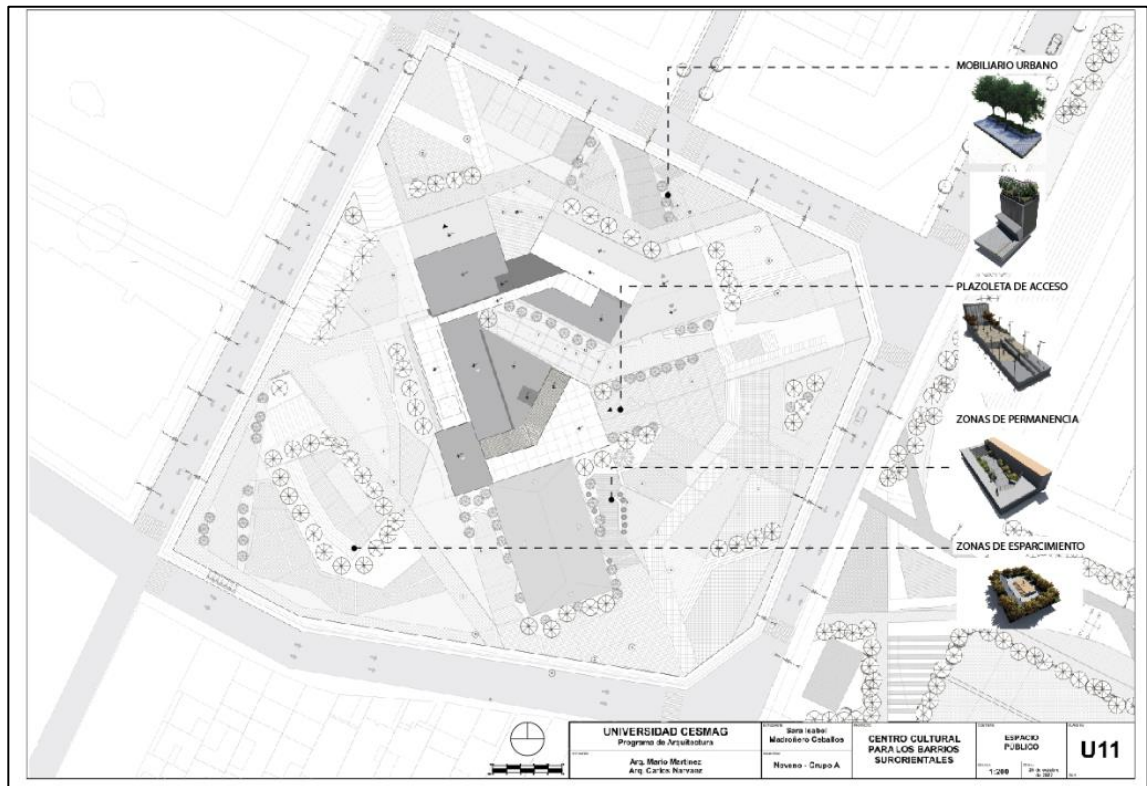 MOBILIARIO URBANO
PLAZOLETA DE ACCESO
ZONAS DE PERMANENCIA
ZONAS DE ESPARCIMIENTO
UNIVERSIDAD CESMAG
Programa de Arquitectura
Arq. Mario Martinez
Arq. Carlos Narvaez
Sara Isabel
Madroñero Ceballos
Noveno - Grupo A
CENTRO CULTURAL
PARA LOS BARRIOS
SURORIENTALES
ESPACIO
PÚBLICO
1:200
U11